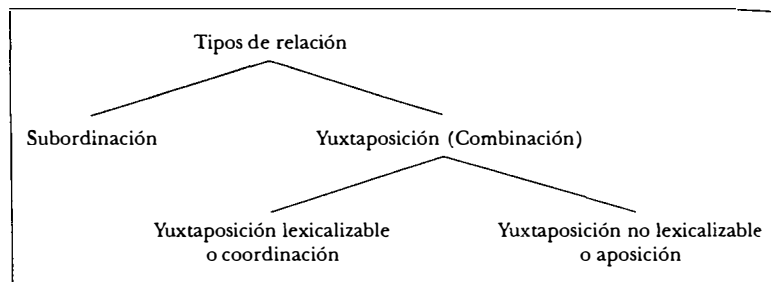 Tipos de relación
Subordinación
Yuxtaposición (Combinación)
Yuxtaposición lexicalizable
o coordinación
Yuxtaposición no lexicalizable
o aposición